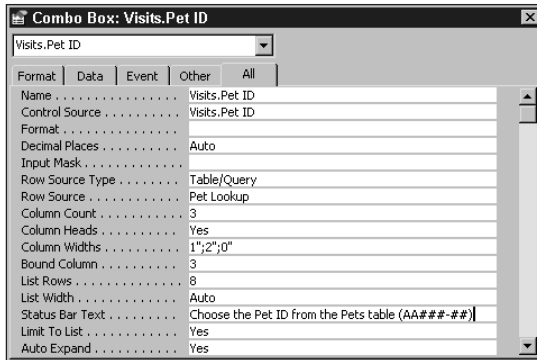 Combo Box: Visits.Pet ID
Visits.Pet ID
Format Data Event Other All
Name . . . . . . . . . . . . . . . . Visits.Pet ID
Control Source . . . . . . . . . . Visits.Pet ID
Format . . . . . . . . . . . . . . .
Decimal Places . . . . . . . . . . Auto
Input Mask . . . . . . . . . . . . .
Row Source Type . . . . . . . . Table/Query
Row Source . . . . . . . . . . . . Pet Lookup
Column Count . . . . . . . . . . . 3
Column Heads . . . . . . . . . . . Yes
Column Widths . . . . . . . . . . 1";2";0"
Bound Column . . . . . . . . . . . 3
List Rows . . . . . . . . . . . . . . 8
List Width . . . . . . . . . . . . . Auto
Status Bar Text . . . . . . . . . Choose the Pet ID from the Pets table (AA###-##)
Limit To List . . . . . . . . . . . . Yes
Auto Expand . . . . . . . . . . . Yes